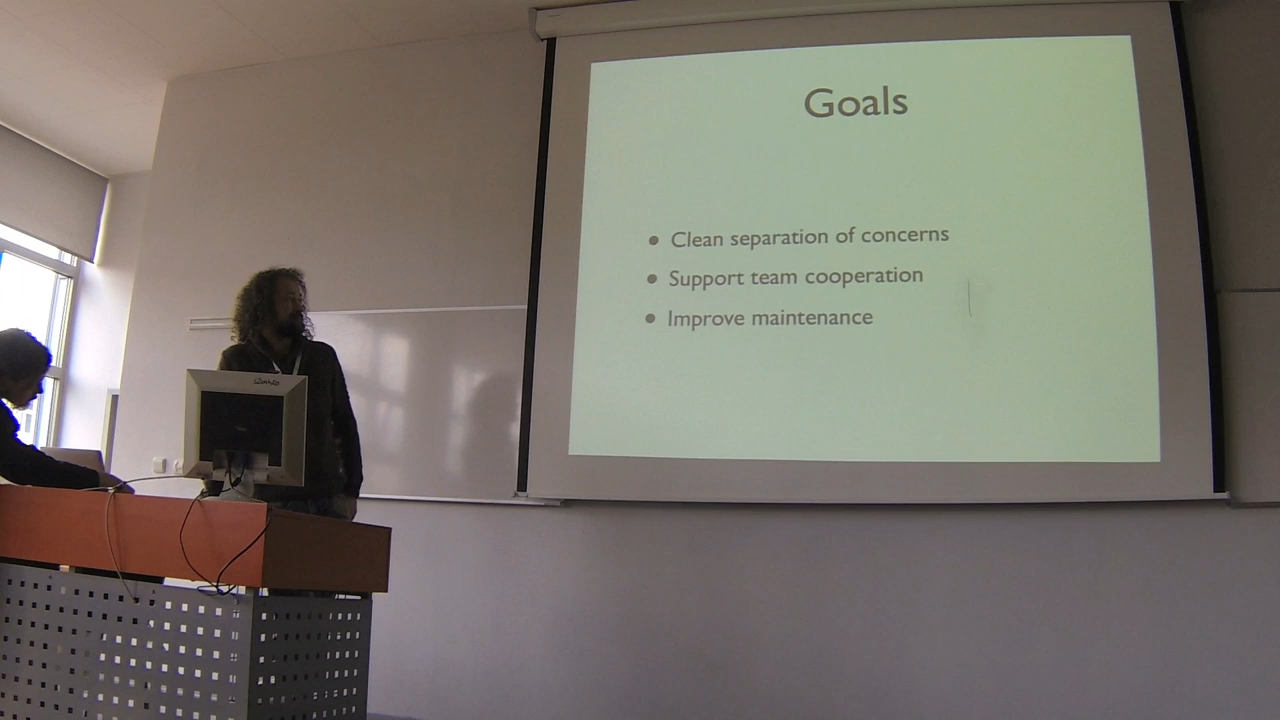 Goals
• Clean separation of concerns
• Support team cooperation
• Improve maintenance